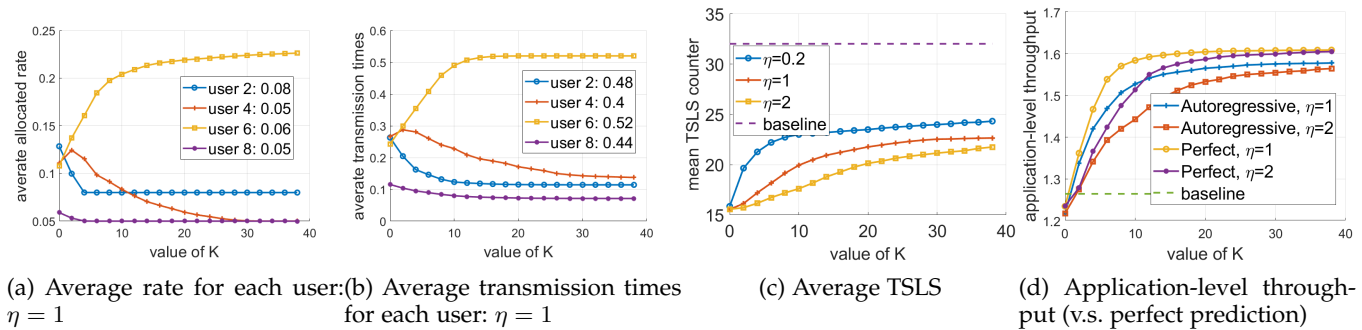 0.25
0.2
0.15
0.1
0.05
0
10
20
30
40
averate allocated rate
value of K
user 2: 0.08
user 4: 0.05
user 6: 0.06
user 8: 0.05
(a) Average rate for each user:
η = 1
0.6
0.5
0.4
0.3
0.2
0.1
0
0
10
20
30
40
averate transmission times
value of K
user 2: 0.48
user 4: 0.4
user 6: 0.52
user 8: 0.44
(b) Average transmission times
for each user: η = 1
35
30
25
20
15
0
10
20
30
40
mean TSLS counter
value of K
η=0.2
η=1
η=2
baseline
(c) Average TSLS
1.7
1.6
1.5
1.4
1.3
1.2
0
10
20
30
40
application-level throughput
value of K
Autoregressive, η=1
Autoregressive, η=2
Perfect, η=1
Perfect, η=2
baseline
(d) Application-level through-
put (v.s. perfect prediction)